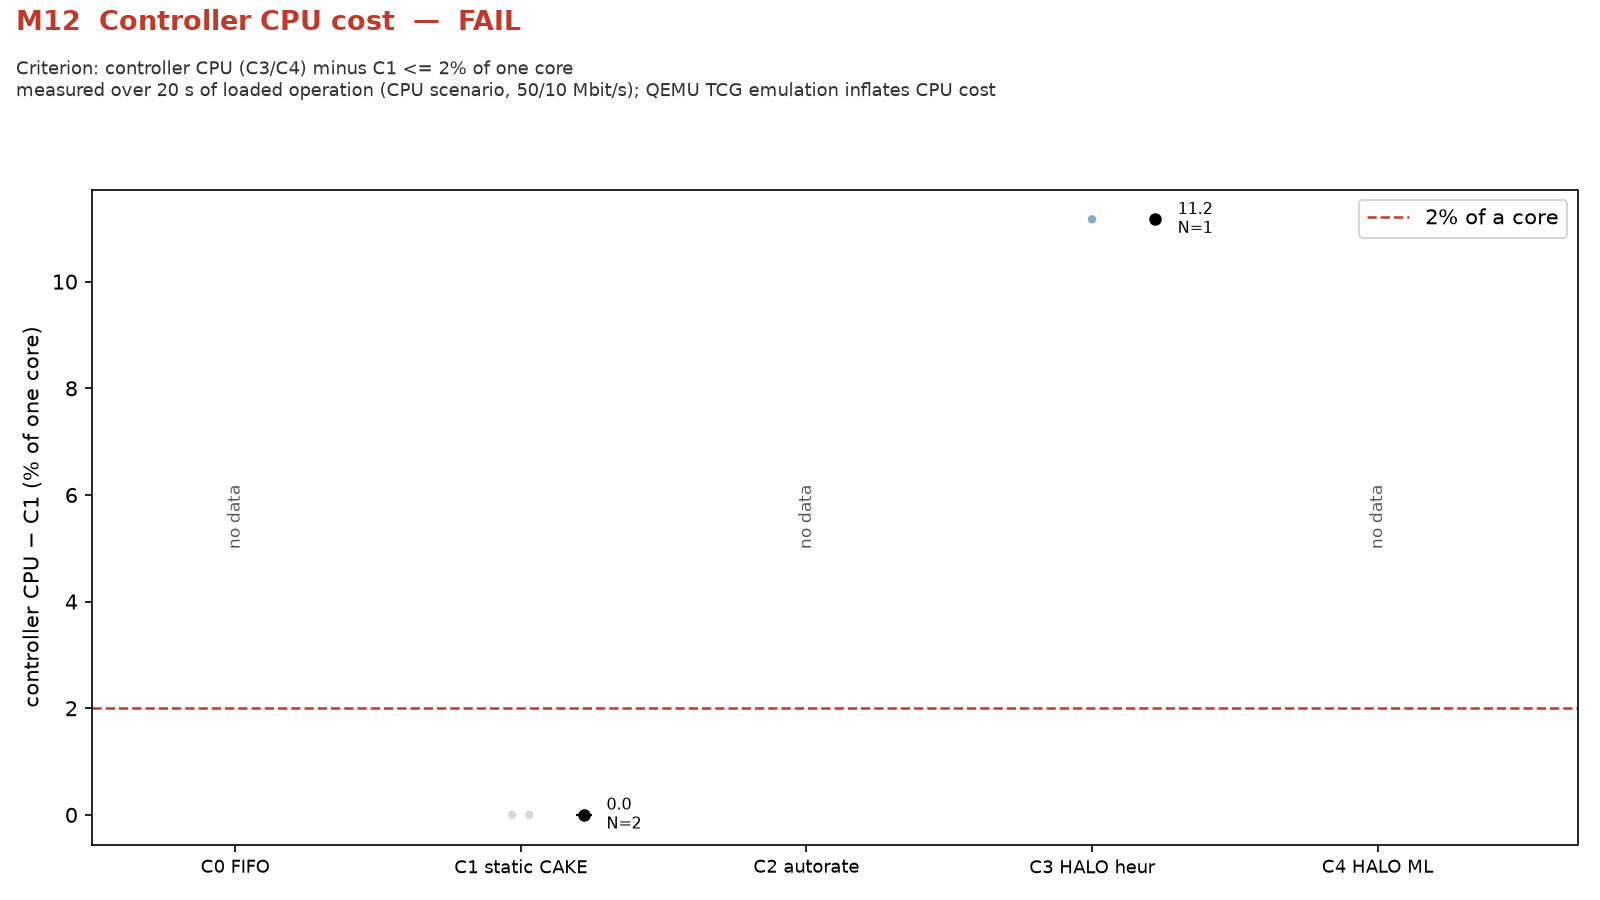 M12 Controller CPU cost — FAIL
Criterion: controller CPU (C3/C4) minus C1 <= 2% of one core
measured over 20 s of loaded operation (CPU scenario, 50/10 Mbit/s); QEMU TCG emulation inflates CPU cost
controller CPU − C1 (% of one core)
10
8
6
4
2
0
2% of a core
11.2
N=1
no data
no data
no data
0.0
N=2
C0 FIFO
C1 static CAKE
C2 autorate
C3 HALO heur
C4 HALO ML